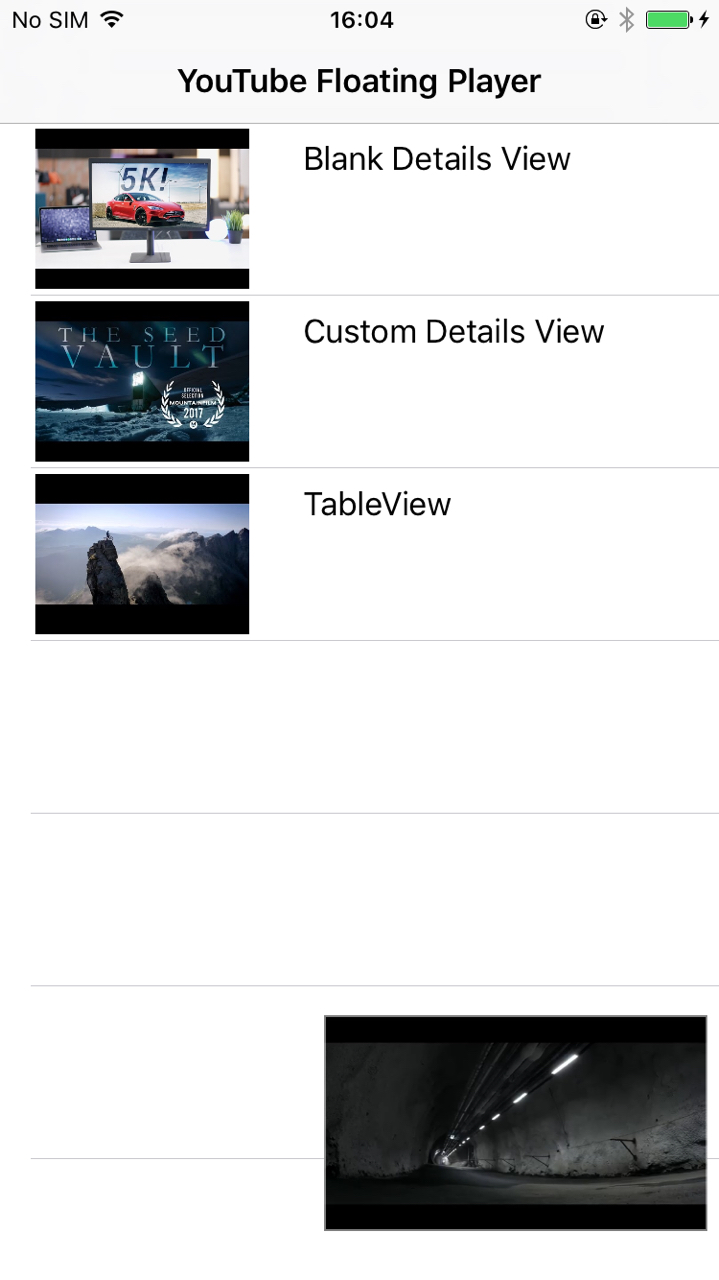 No SIM 16:04
YouTube Floating Player
5K!
Blank Details View
THE SEED
VAULT
OFFICIAL
SELECTION
MOUNTAINFILM
2017
Custom Details View
TableView